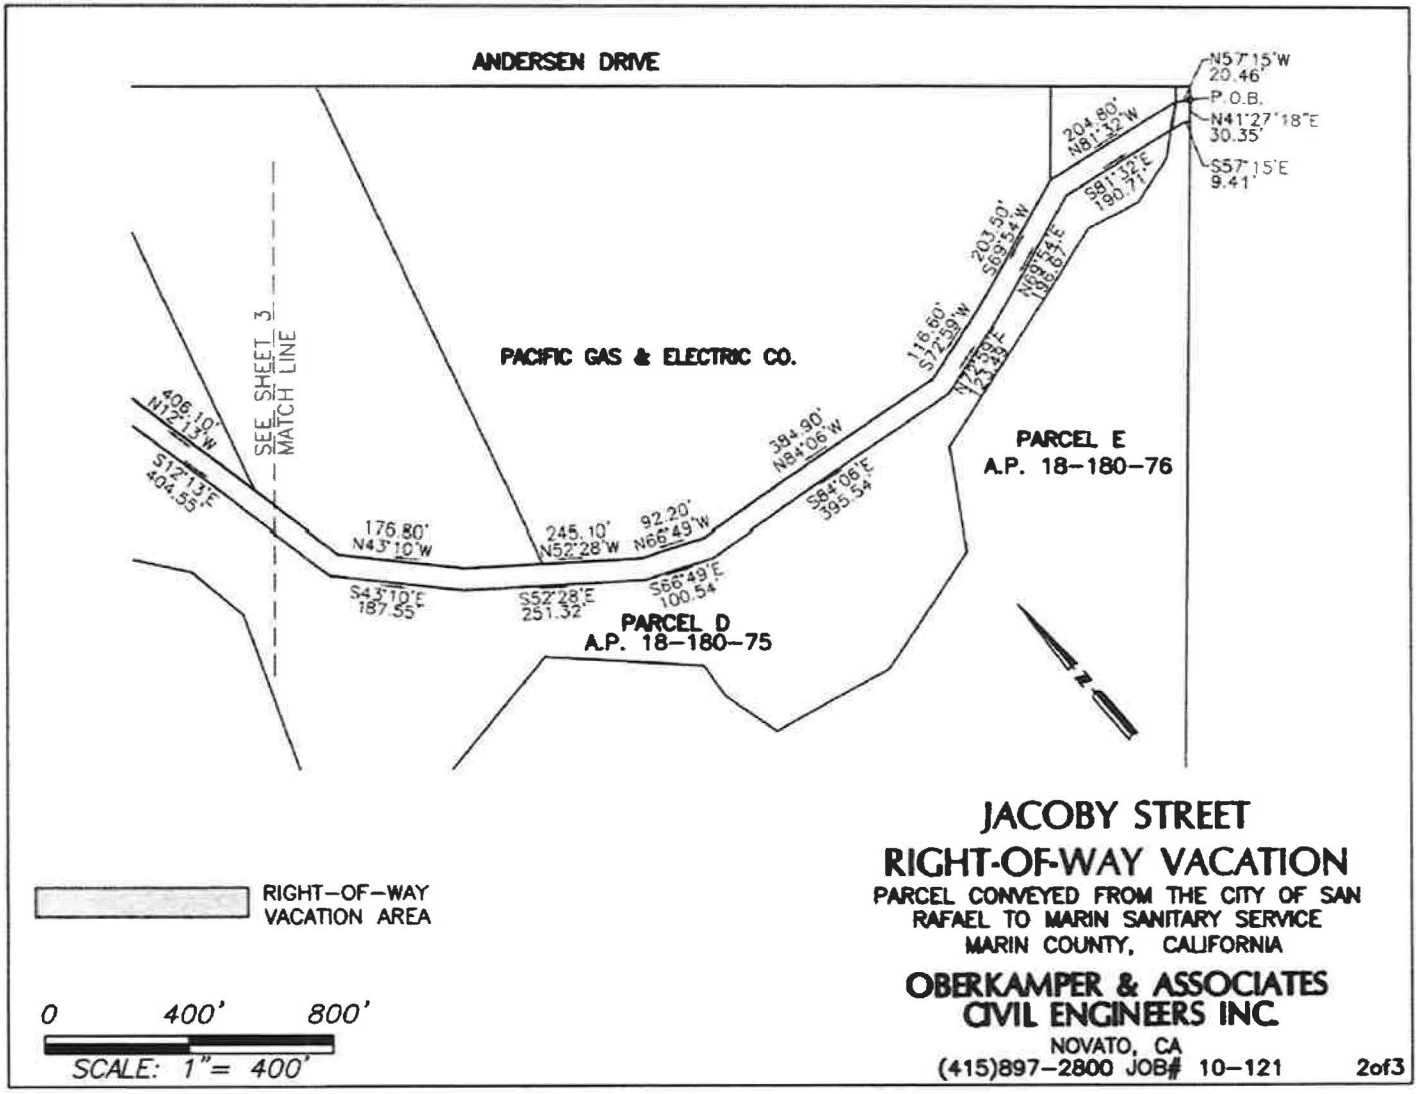 ANDERSEN DRIVE
N57°15'W
20.46'
P.O.B.
N41°27'18"E
30.35'
S57°15'E
9.41'
204.80'
N81°32'W
S81°32'E
190.71'
203.50'
S69°54'W
N69°54'E
196.67'
116.60'
S72°59'W
N72°59'E
123.49'
PACIFIC GAS & ELECTRIC CO.
SEE SHEET 3
MATCH LINE
406.10'
N12°13'W
S12°13'E
404.55'
384.90'
N84°06'W
S84°06'E
395.54'
PARCEL E
A.P. 18-180-76
176.80'
N43°10'W
S43°10'E
187.55'
245.10'
N52°28'W
S52°28'E
251.32'
92.20'
N66°49'W
S66°49'E
100.54'
PARCEL D
A.P. 18-180-75
N
JACOBY STREET
RIGHT-OF-WAY VACATION
PARCEL CONVEYED FROM THE CITY OF SAN
RAFAEL TO MARIN SANITARY SERVICE
MARIN COUNTY, CALIFORNIA
OBERKAMPER & ASSOCIATES
CIVIL ENGINEERS INC.
NOVATO, CA
(415)897-2800 JOB# 10-121
2of3
RIGHT-OF-WAY
VACATION AREA
0 400' 800'
SCALE: 1"= 400'